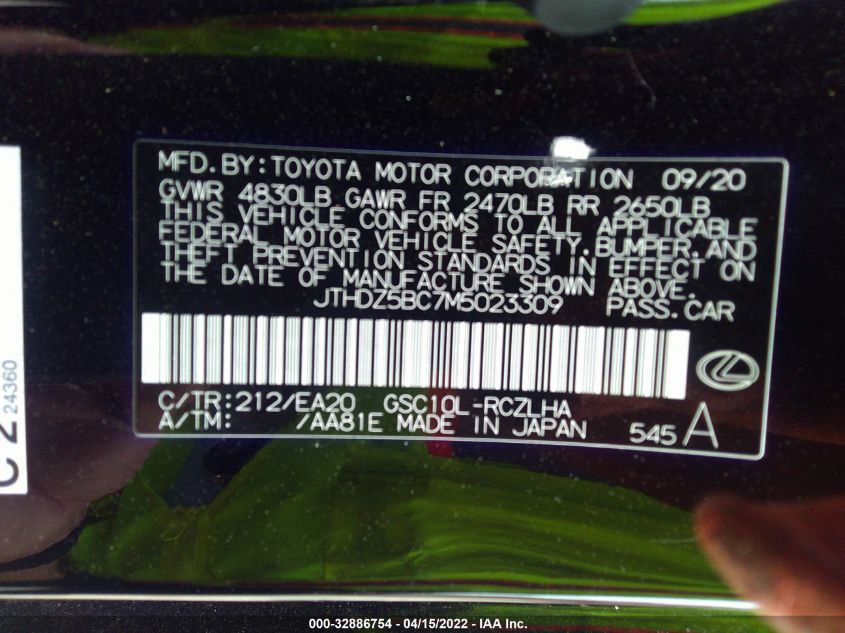 MFD.BY:TOYOTA MOTOR CORPORATION 09/20
GVWR 4830LB GAWR FR 2470LB RR 2650LB
THIS VEHICLE CONFORMS TO ALL APPLICABLE
FEDERAL MOTOR VEHICLE SAFETY,BUMPER,AND
THEFT PREVENTION STANDARDS IN EFFECT ON
THE DATE OF MANUFACTURE SHOWN ABOVE.
JTHDZ5BC7M5023309 PASS.CAR
C/TR:212/EA20 GSC10L-RCZLHA
A/TM: /AA81E MADE IN JAPAN 545 A
C2 24360
000-32886754 - 04/15/2022 - IAA Inc.